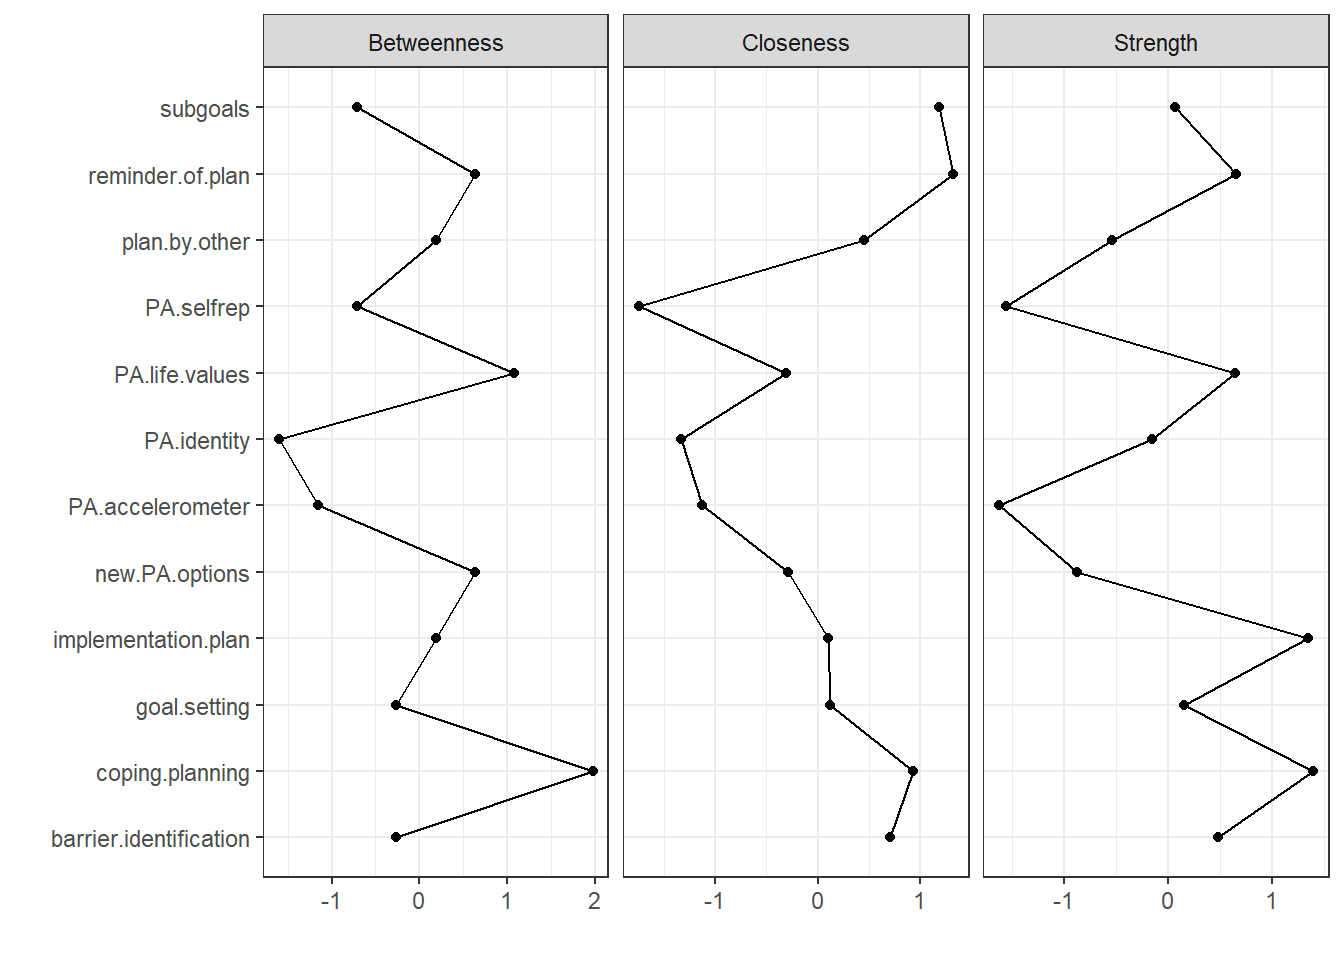 Betweenness Closeness Strength
subgoals
reminder.of.plan
plan.by.other
PA.selfrep
PA.life.values
PA.identity
PA.accelerometer
new.PA.options
implementation.plan
goal.setting
coping.planning
barrier.identification
-1 0 1 2 -1 0 1 -1 0 1